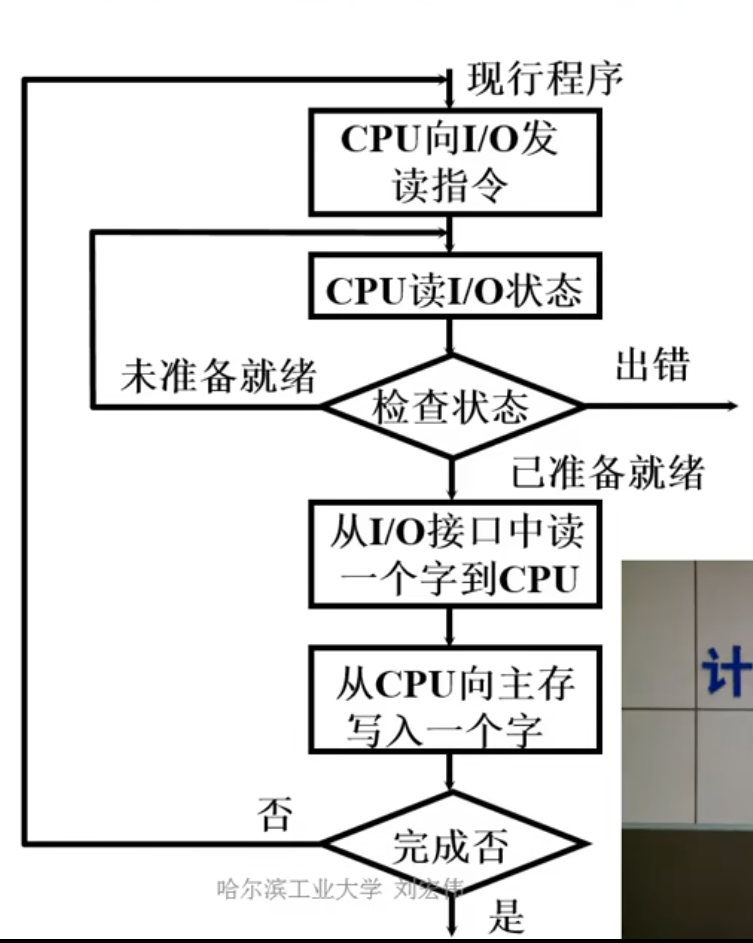 现行程序
CPU向I/O发
读指令
CPU读I/O状态
未准备就绪
检查状态
出错
已准备就绪
从I/O接口中读
一个字到CPU
计
从CPU向主存
写入一个字
否
完成否
哈尔滨工业大学 刘宏伟
是